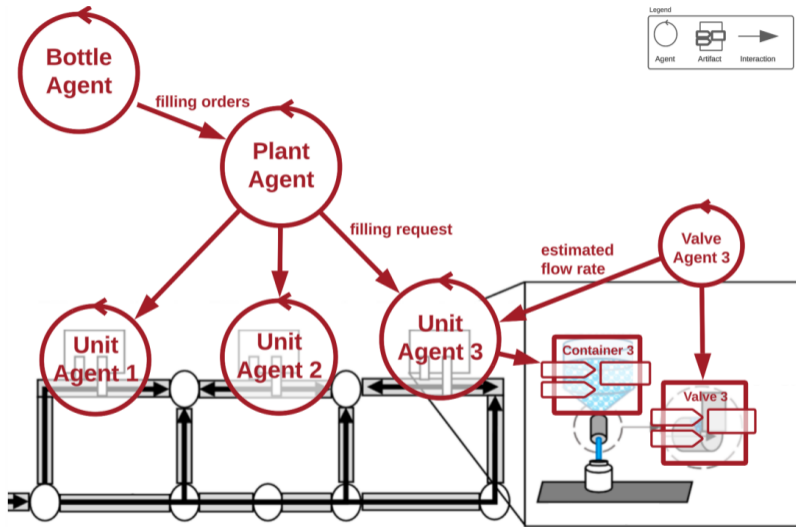 Legend
Agent
Artifact
Interaction
Bottle
Agent
filling orders
Plant
Agent
filling request
estimated
flow rate
Valve
Agent 3
Unit
Agent 1
Unit
Agent 2
Unit
Agent 3
Container 3
Valve 3